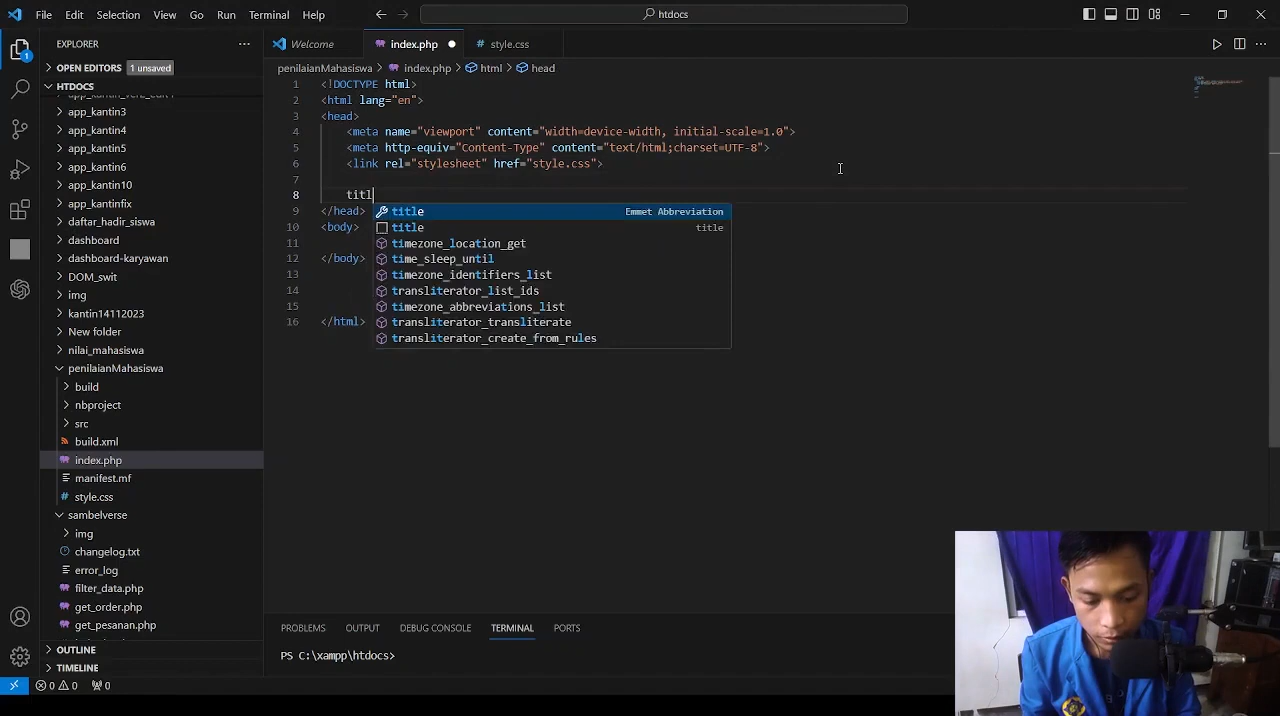 File Edit Selection View Go Run Terminal Help
htdocs
EXPLORER
Welcome index.php style.css
OPEN EDITORS 1 unsaved
penilaianMahasiswa > index.php > html > head
HTDOCS
app_kantin3
app_kantin4
app_kantin5
app_kantin6
app_kantin10
app_kantinfix
daftar_hadir_siswa
dashboard
dashboard-karyawan
DOM_swit
img
kantin14112023
New folder
nilai_mahasiswa
penilaianMahasiswa
build
nbproject
src
build.xml
index.php
manifest.mf
style.css
sambelverse
img
changelog.txt
error_log
filter_data.php
get_order.php
get_pesanan.php
OUTLINE
TIMELINE
1 <!DOCTYPE html>
2 <html lang="en">
3 <head>
4 <meta name="viewport" content="width=device-width, initial-scale=1.0">
5 <meta http-equiv="Content-Type" content="text/html;charset=UTF-8">
6 <link rel="stylesheet" href="style.css">
7
8 titl
9 </head>
10 <body>
11
12 </body>
13
14
15
16 </html>
title Emmet Abbreviation
title title
timezone_location_get
time_sleep_until
timezone_identifiers_list
transliterator_list_ids
timezone_abbreviations_list
transliterator_transliterate
transliterator_create_from_rules
PROBLEMS OUTPUT DEBUG CONSOLE TERMINAL PORTS
PS C:\xampp\htdocs>
0 0 0
1